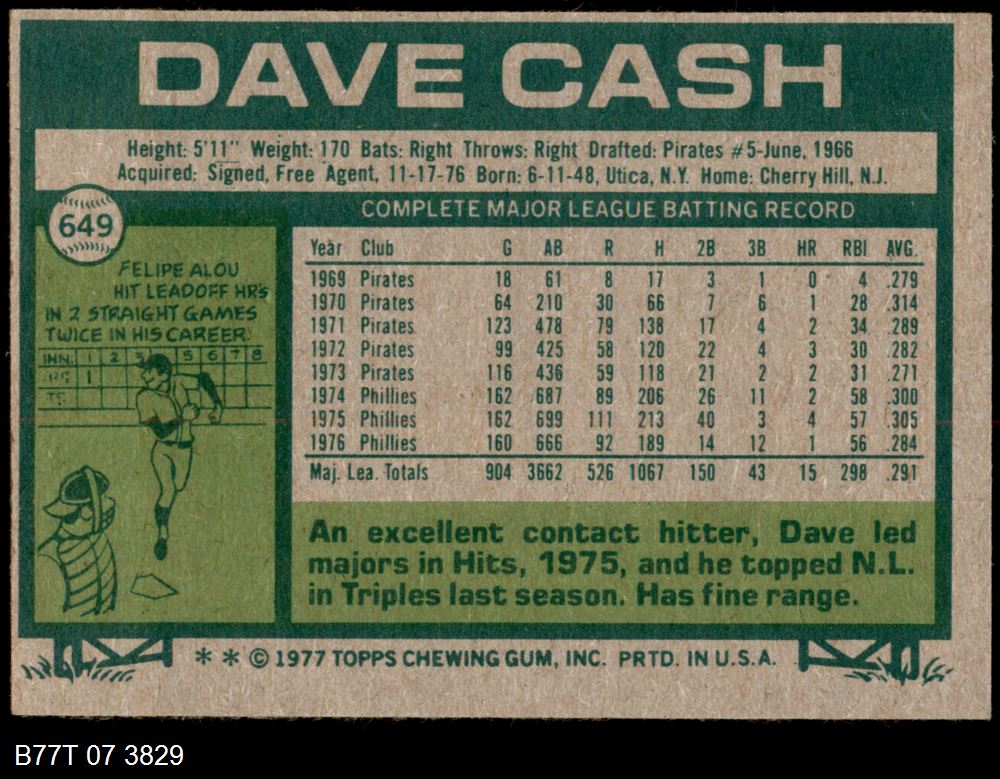 DAVE CASH
Height: 5'11" Weight: 170 Bats: Right Throws: Right Drafted: Pirates #5-June, 1966
Acquired: Signed, Free Agent, 11-17-76 Born: 6-11-48, Utica, N.Y. Home: Cherry Hill, N.J.
649
FELIPE ALOU
HIT LEADOFF HR'S
IN 2 STRAIGHT GAMES
TWICE IN HIS CAREER.
INN. 1 2 3 5 6 7 8
1
COMPLETE MAJOR LEAGUE BATTING RECORD
Year Club G AB R H 2B 3B HR RBI AVG.
1969 Pirates 18 61 8 17 3 1 0 4 .279
1970 Pirates 64 210 30 66 7 6 1 28 .314
1971 Pirates 123 478 79 138 17 4 2 34 .289
1972 Pirates 99 425 58 120 22 4 3 30 .282
1973 Pirates 116 436 59 118 21 2 2 31 .271
1974 Phillies 162 687 89 206 26 11 2 58 .300
1975 Phillies 162 699 111 213 40 3 4 57 .305
1976 Phillies 160 666 92 189 14 12 1 56 .284
Maj. Lea. Totals 904 3662 526 1067 150 43 15 298 .291
An excellent contact hitter, Dave led
majors in Hits, 1975, and he topped N.L.
in Triples last season. Has fine range.
* * © 1977 TOPPS CHEWING GUM, INC. PRTD. IN U.S.A.
B77T 07 3829